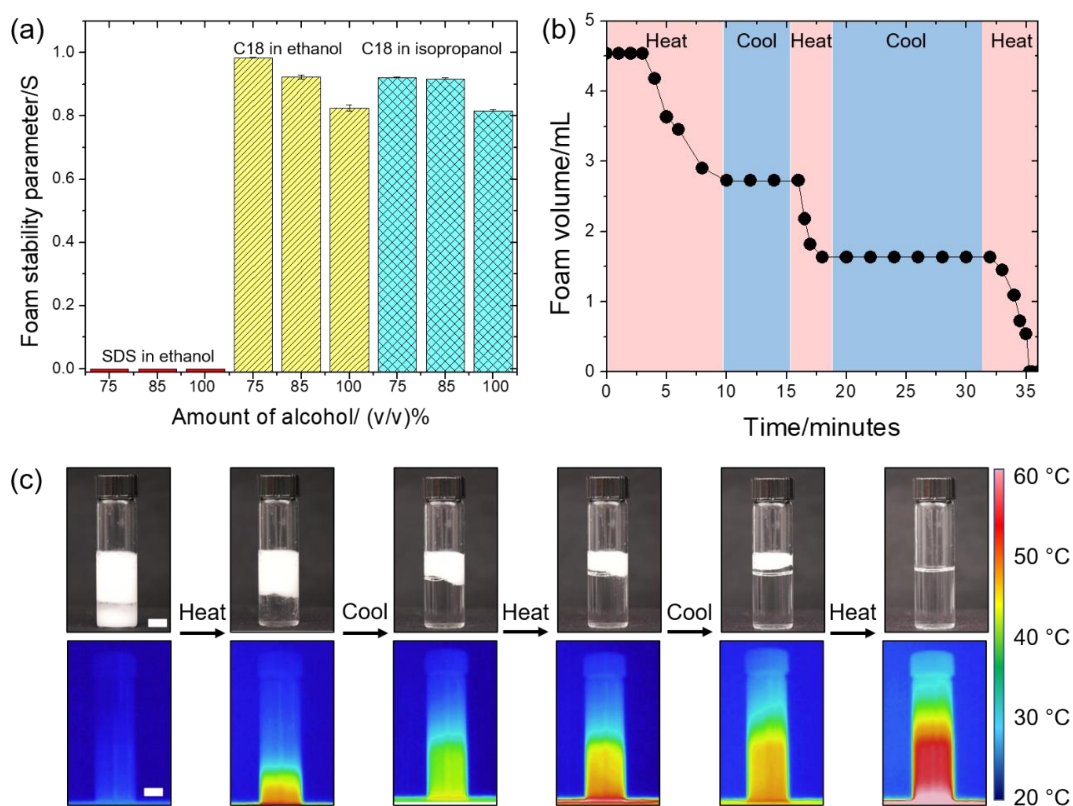 (a)
Foam stability parameter/S
1.0
0.8
0.6
0.4
0.2
0.0
C18 in ethanol
C18 in isopropanol
SDS in ethanol
75 85 100 75 85 100 75 85 100
Amount of alcohol/ (v/v)%
(b)
Foam volume/mL
5
4
3
2
1
0
Heat Cool Heat Cool Heat
0 5 10 15 20 25 30 35
Time/minutes
(c)
Heat Cool Heat Cool Heat
60 °C
50 °C
40 °C
30 °C
20 °C